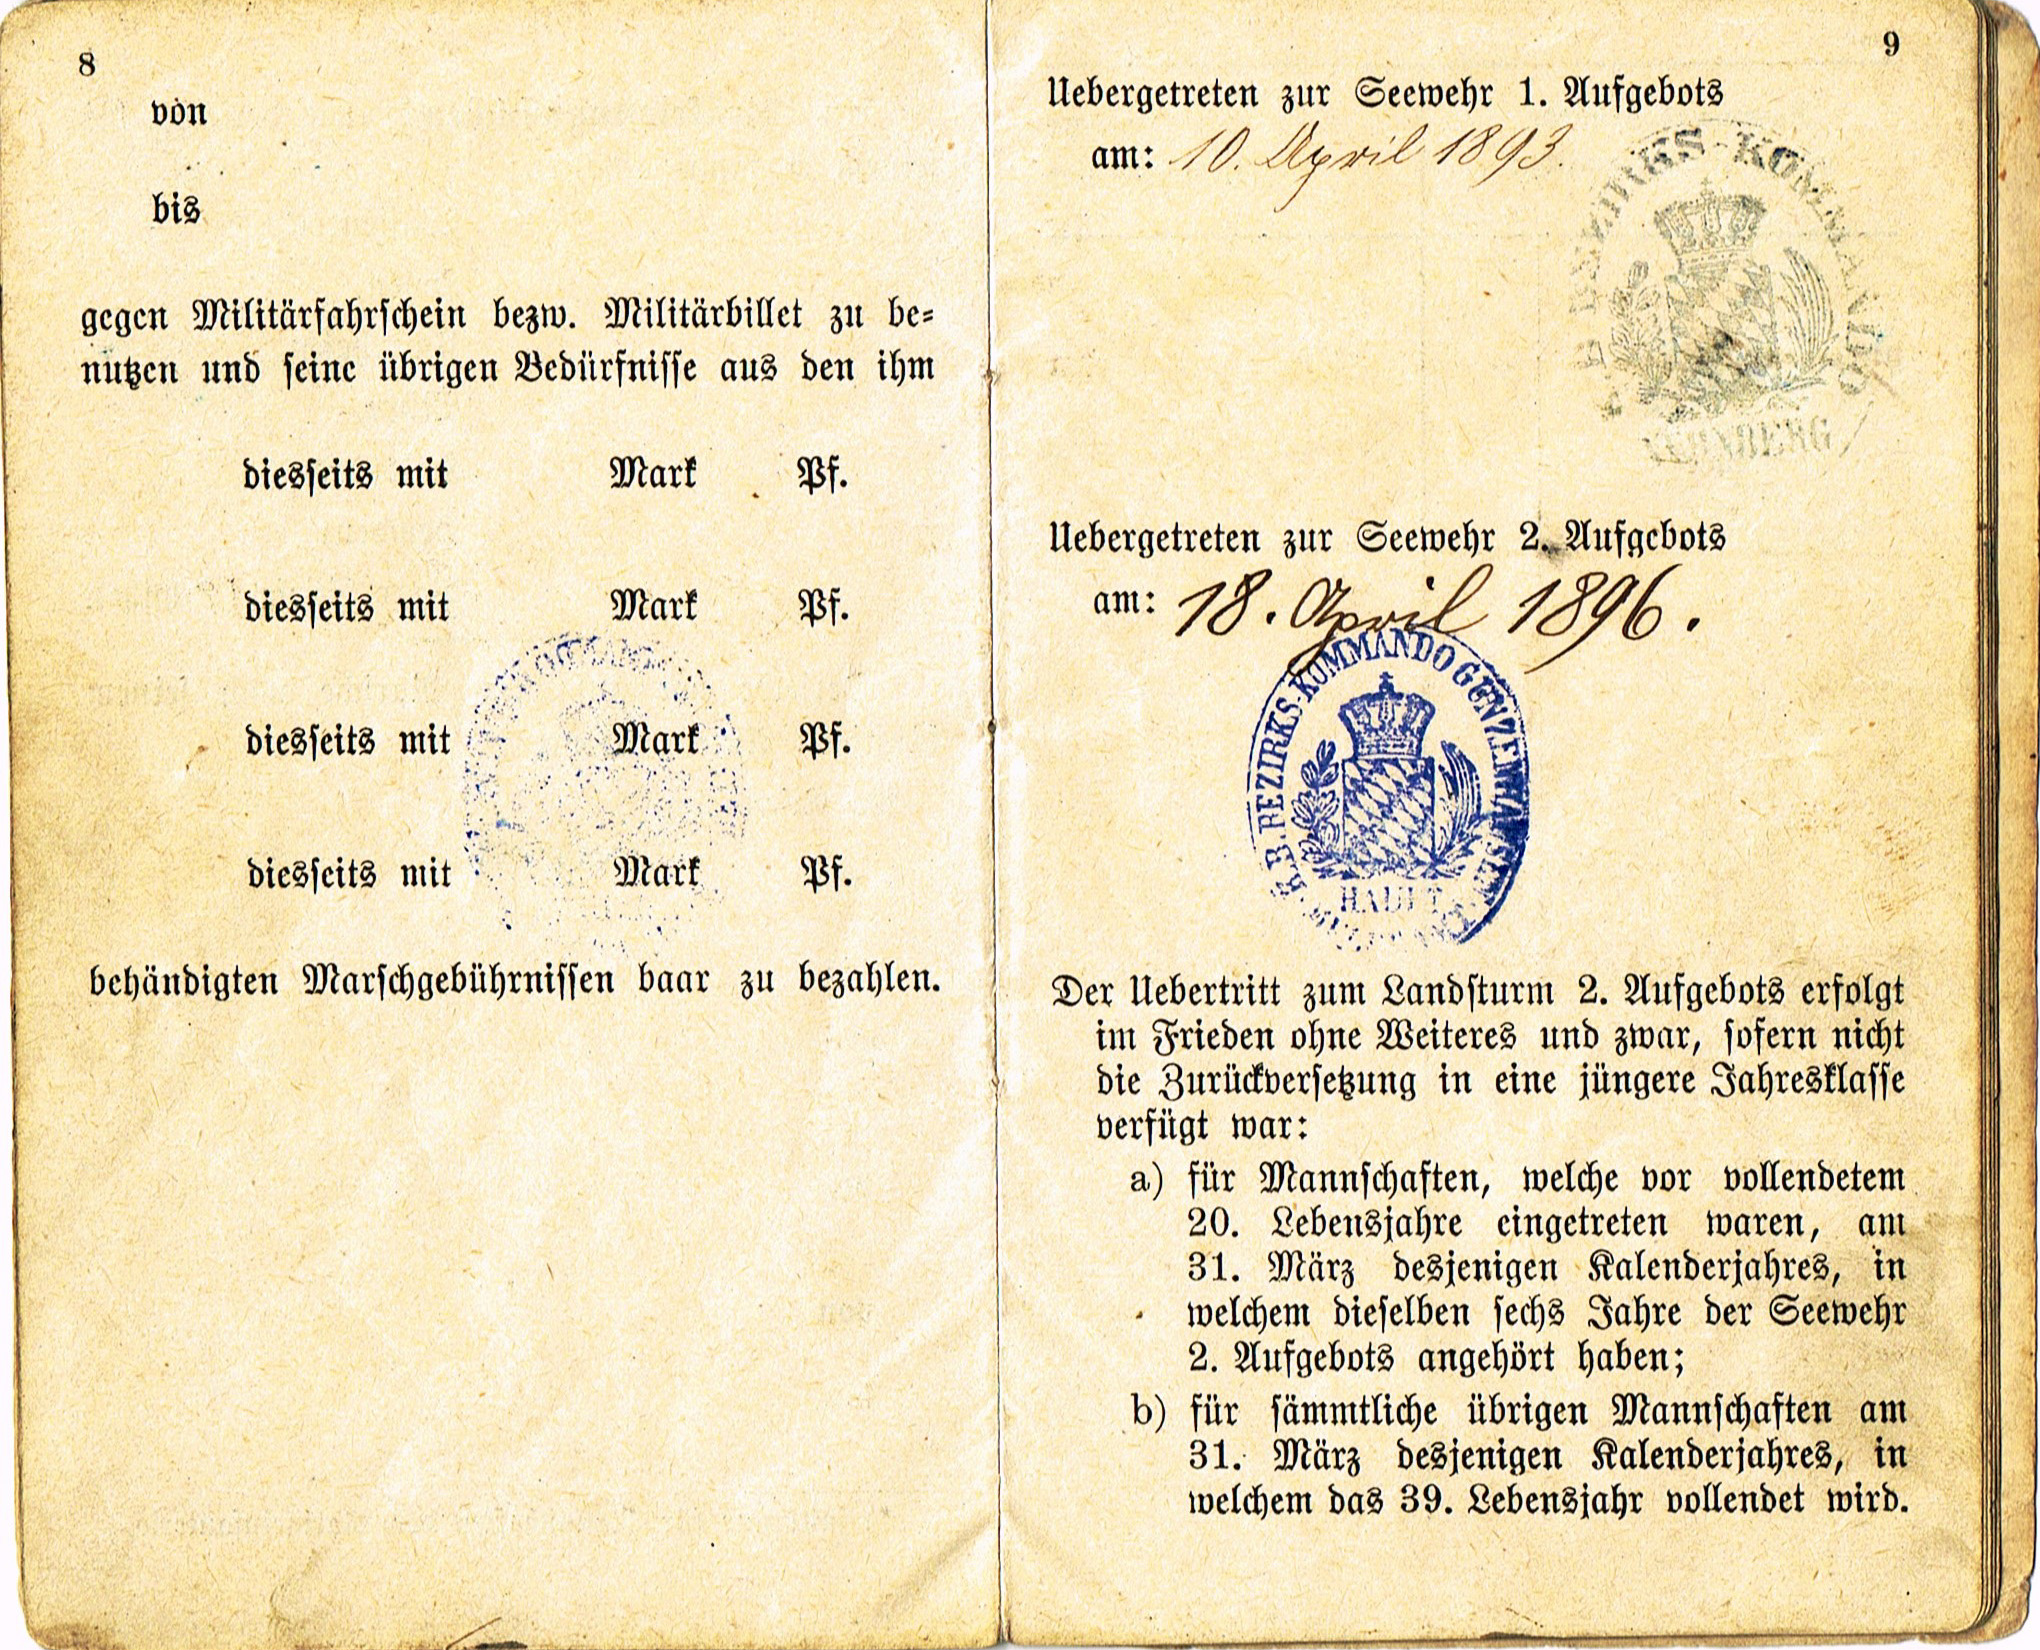 8
von
bis
gegen Militärfahrschein bezw. Militärbillet zu be-
nutzen und seine übrigen Bedürfnisse aus den ihm
diesseits mit Mark Pf.
diesseits mit Mark Pf.
diesseits mit Mark Pf.
diesseits mit Mark Pf.
behändigten Marschgebührnissen baar zu bezahlen.
9
Uebergetreten zur Seewehr 1. Aufgebots
am: 10. April 1893.
BEZIRKS-KOMMANDO
Uebergetreten zur Seewehr 2. Aufgebots
am: 18. April 1896.
K.B. BEZIRKS-KOMMANDO GUNZENHAUSEN
Der Uebertritt zum Landsturm 2. Aufgebots erfolgt
im Frieden ohne Weiteres und zwar, sofern nicht
die Zurückversetzung in eine jüngere Jahresklasse
verfügt war:
a) für Mannschaften, welche vor vollendetem
20. Lebensjahre eingetreten waren, am
31. März desjenigen Kalenderjahres, in
welchem dieselben sechs Jahre der Seewehr
2. Aufgebots angehört haben;
b) für sämmtliche übrigen Mannschaften am
31. März desjenigen Kalenderjahres, in
welchem das 39. Lebensjahr vollendet wird.